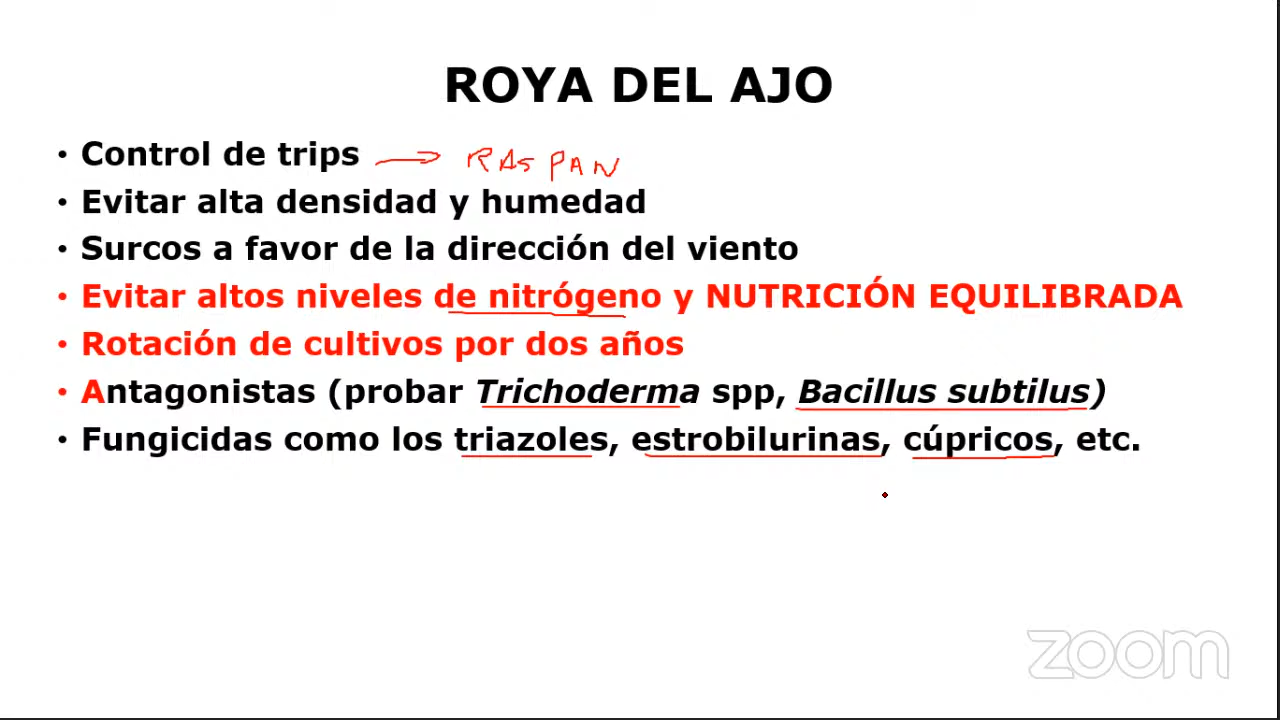 ROYA DEL AJO
• Control de trips → RASPAN
• Evitar alta densidad y humedad
• Surcos a favor de la dirección del viento
• Evitar altos niveles de nitrógeno y NUTRICIÓN EQUILIBRADA
• Rotación de cultivos por dos años
• Antagonistas (probar Trichoderma spp, Bacillus subtilus)
• Fungicidas como los triazoles, estrobilurinas, cúpricos, etc.
zoom